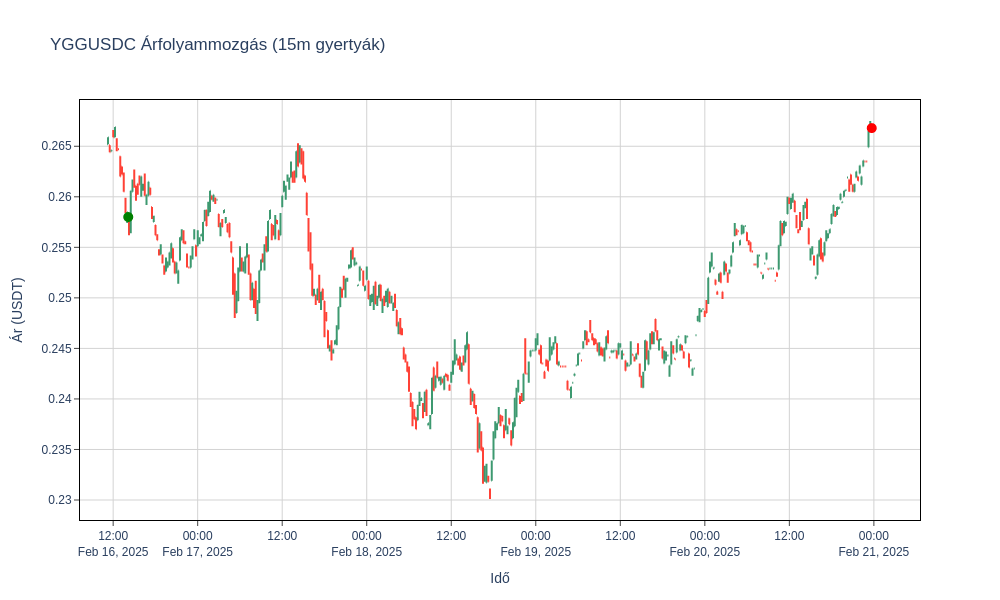 YGGUSDC Árfolyammozgás (15m gyertyák)
Ár (USDT)
0.265
0.26
0.255
0.25
0.245
0.24
0.235
0.23
12:00 00:00 12:00 00:00 12:00 00:00 12:00 00:00 12:00 00:00
Feb 16, 2025 Feb 17, 2025 Feb 18, 2025 Feb 19, 2025 Feb 20, 2025 Feb 21, 2025
Idő